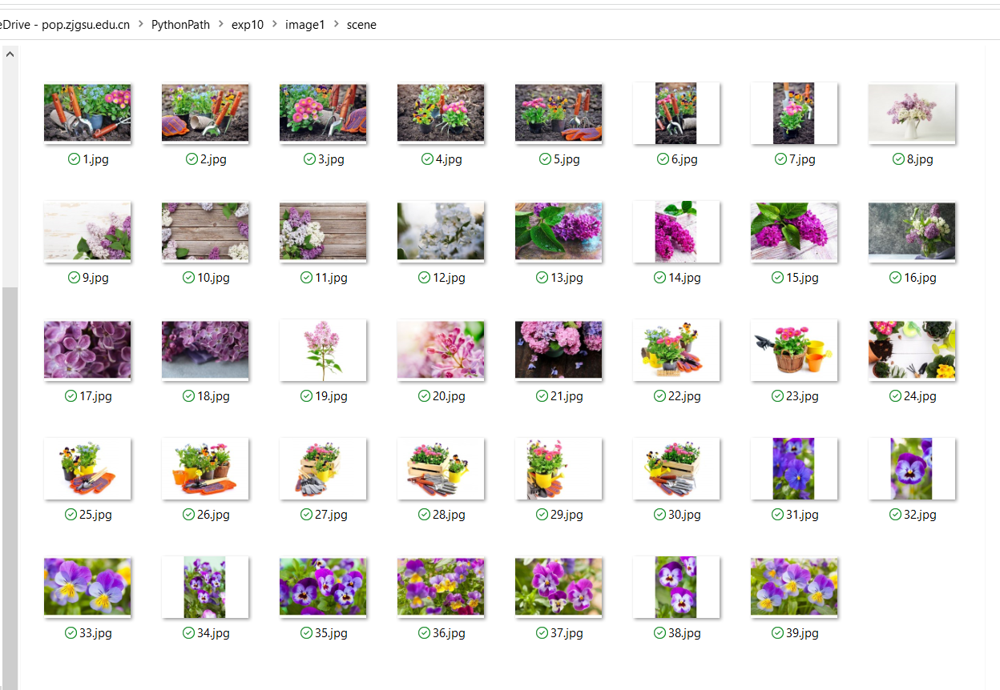 eDrive - pop.zjgsu.edu.cn > PythonPath > exp10 > image1 > scene
1.jpg 2.jpg 3.jpg 4.jpg 5.jpg 6.jpg 7.jpg 8.jpg
9.jpg 10.jpg 11.jpg 12.jpg 13.jpg 14.jpg 15.jpg 16.jpg
17.jpg 18.jpg 19.jpg 20.jpg 21.jpg 22.jpg 23.jpg 24.jpg
25.jpg 26.jpg 27.jpg 28.jpg 29.jpg 30.jpg 31.jpg 32.jpg
33.jpg 34.jpg 35.jpg 36.jpg 37.jpg 38.jpg 39.jpg